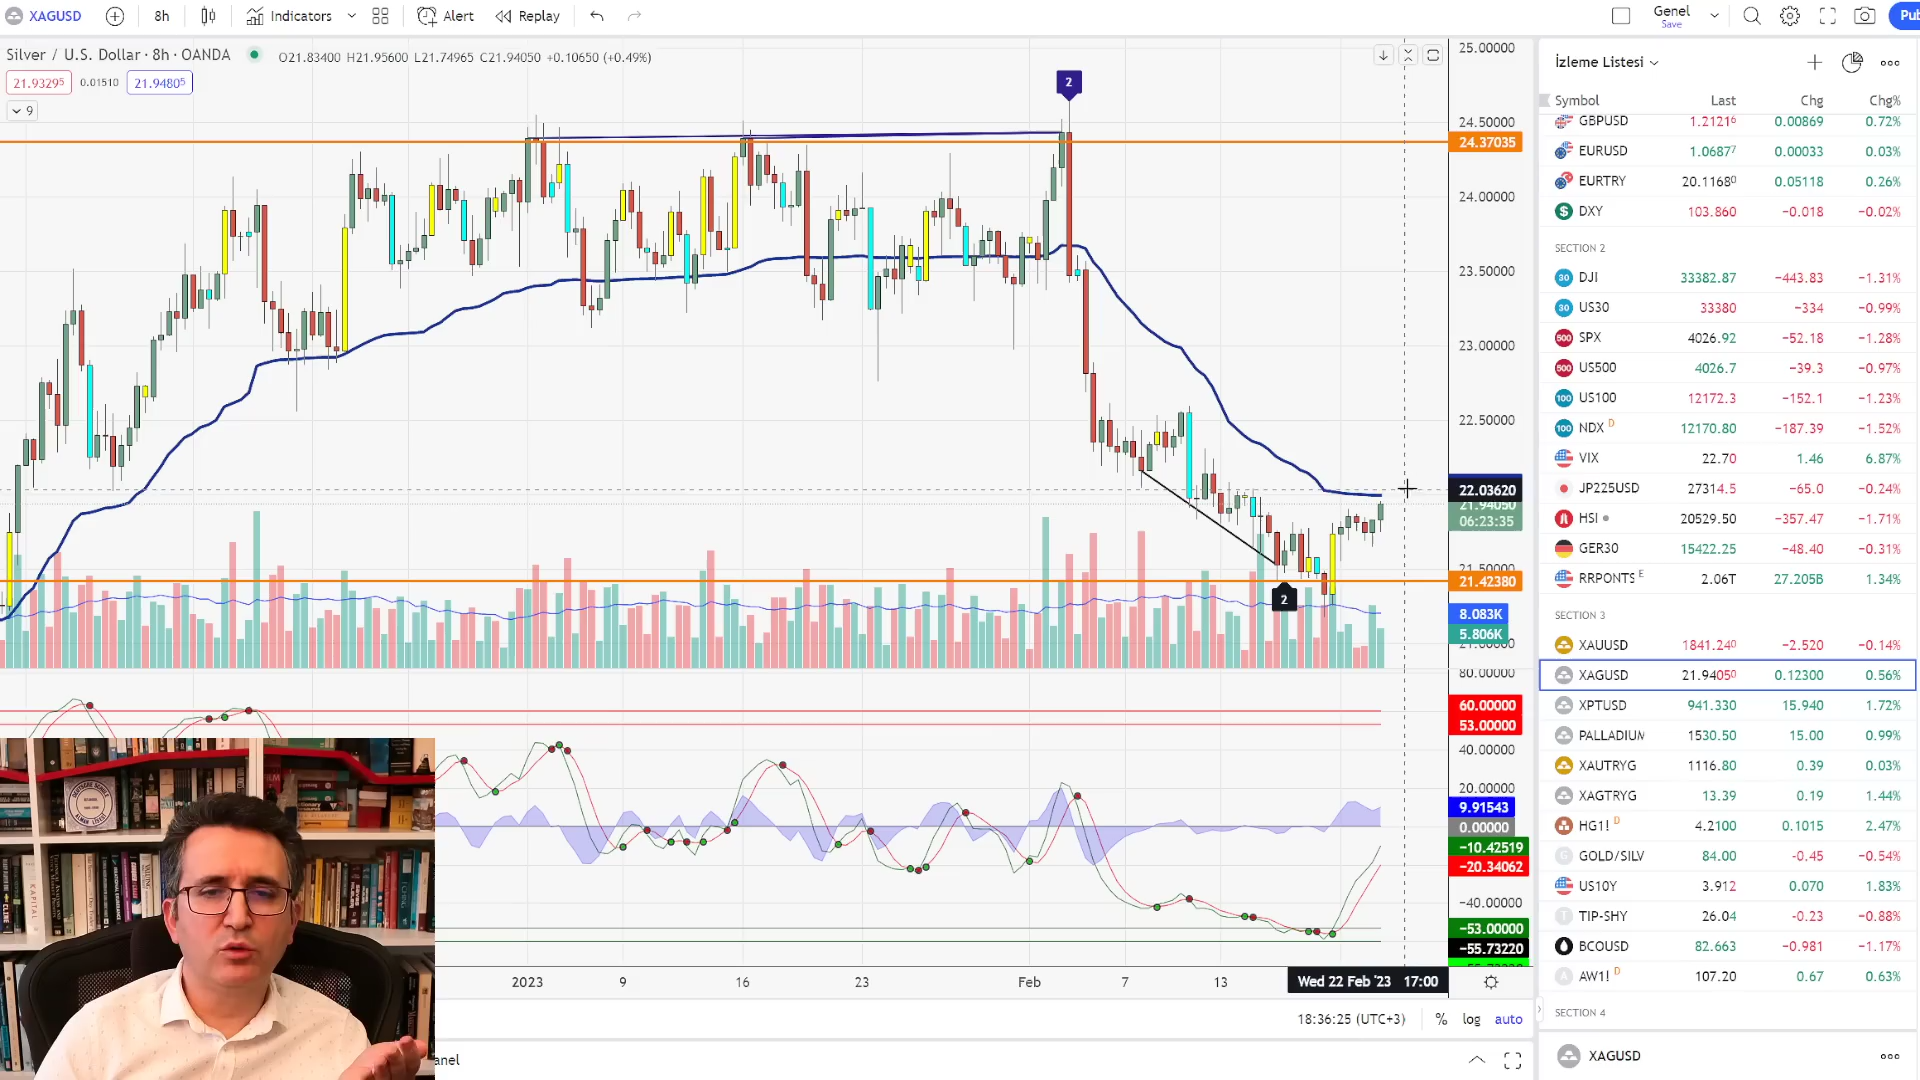 XAGUSD 8h Indicators Alert Replay Genel Save Pub
Silver / U.S. Dollar · 8h · OANDA O21.83400 H21.95600 L21.74965 C21.94050 +0.10650 (+0.49%)
21.93295 0.01510 21.94805
9
2
2
25.00000
24.50000
24.37035
24.00000
23.50000
23.00000
22.50000
22.03620
21.94050
06:23:35
21.50000
21.42380
8.083K
5.806K
21.00000
80.00000
60.00000
53.00000
40.00000
20.00000
9.91543
0.00000
−10.42519
−20.34062
−40.00000
−53.00000
−55.73220
2023 9 16 23 Feb 7 13 Wed 22 Feb '23 17:00
18:36:25 (UTC+3) % log auto
anel
İzleme Listesi
Symbol Last Chg Chg%
GBPUSD 1.21216 0.00869 0.72%
EURUSD 1.06877 0.00033 0.03%
EURTRY 20.11680 0.05118 0.26%
DXY 103.860 −0.018 −0.02%
SECTION 2
DJI 33382.87 −443.83 −1.31%
US30 33380 −334 −0.99%
SPX 4026.92 −52.18 −1.28%
US500 4026.7 −39.3 −0.97%
US100 12172.3 −152.1 −1.23%
NDX D 12170.80 −187.39 −1.52%
VIX 22.70 1.46 6.87%
JP225USD 27314.5 −65.0 −0.24%
HSI 20529.50 −357.47 −1.71%
GER30 15422.25 −48.40 −0.31%
RRPONTS E 2.06T 27.205B 1.34%
SECTION 3
XAUUSD 1841.240 −2.520 −0.14%
XAGUSD 21.94050 0.12300 0.56%
XPTUSD 941.330 15.940 1.72%
PALLADIUM 1530.50 15.00 0.99%
XAUTRYG 1116.80 0.39 0.03%
XAGTRYG 13.39 0.19 1.44%
HG1! D 4.2100 0.1015 2.47%
GOLD/SILV 84.00 −0.45 −0.54%
US10Y 3.912 0.070 1.83%
TIP-SHY 26.04 −0.23 −0.88%
BCOUSD 82.663 −0.981 −1.17%
AW1! D 107.20 0.67 0.63%
SECTION 4
XAGUSD